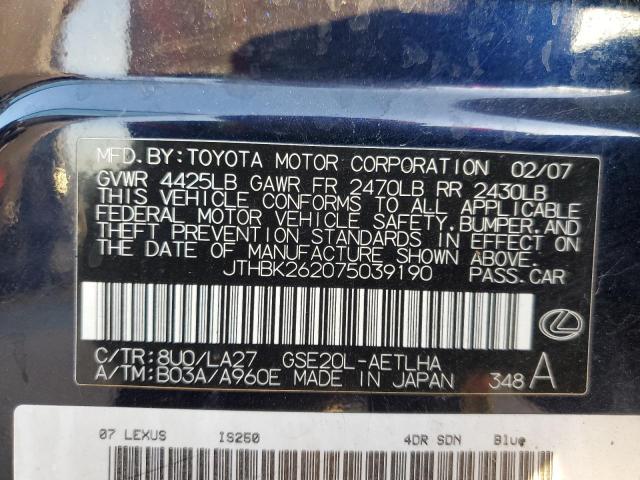 MFD.BY:TOYOTA MOTOR CORPORATION 02/07
GVWR 4425LB GAWR FR 2470LB RR 2430LB
THIS VEHICLE CONFORMS TO ALL APPLICABLE
FEDERAL MOTOR VEHICLE SAFETY,BUMPER,AND
THEFT PREVENTION STANDARDS IN EFFECT ON
THE DATE OF MANUFACTURE SHOWN ABOVE.
JTHBK262075039190 PASS.CAR
C/TR:8U0/LA27 GSE20L-AETLHA
A/TM:B03A/A960E MADE IN JAPAN 348 A
07 LEXUS IS250 4DR SDN Blue